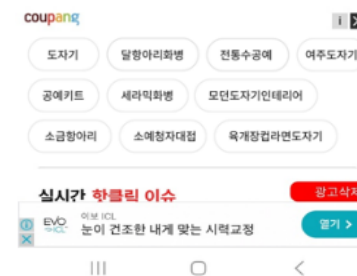 coupang
도자기 달항아리화병 전통수공예 여주도자기
공예키트 세라믹화병 모던도자기인테리어
소금항아리 소예청자대접 육개장컵라면도자기
실시간 핫클릭 이슈 광고삭제
EVO ICL 이보 ICL
눈이 건조한 내게 맞는 시력교정 열기 >